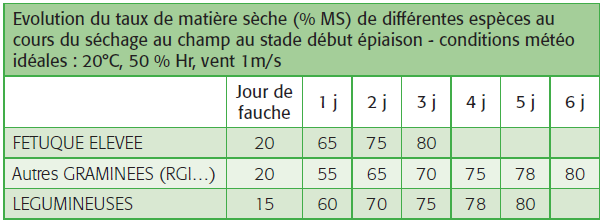 Evolution du taux de matière sèche (% MS) de différentes espèces au
cours du séchage au champ au stade début épiaison - conditions météo
idéales : 20°C, 50 % Hr, vent 1m/s
Jour de fauche 1 j 2 j 3 j 4 j 5 j 6 j
FETUQUE ELEVEE 20 65 75 80
Autres GRAMINEES (RGI...) 20 55 65 70 75 78 80
LEGUMINEUSES 15 60 70 75 78 80